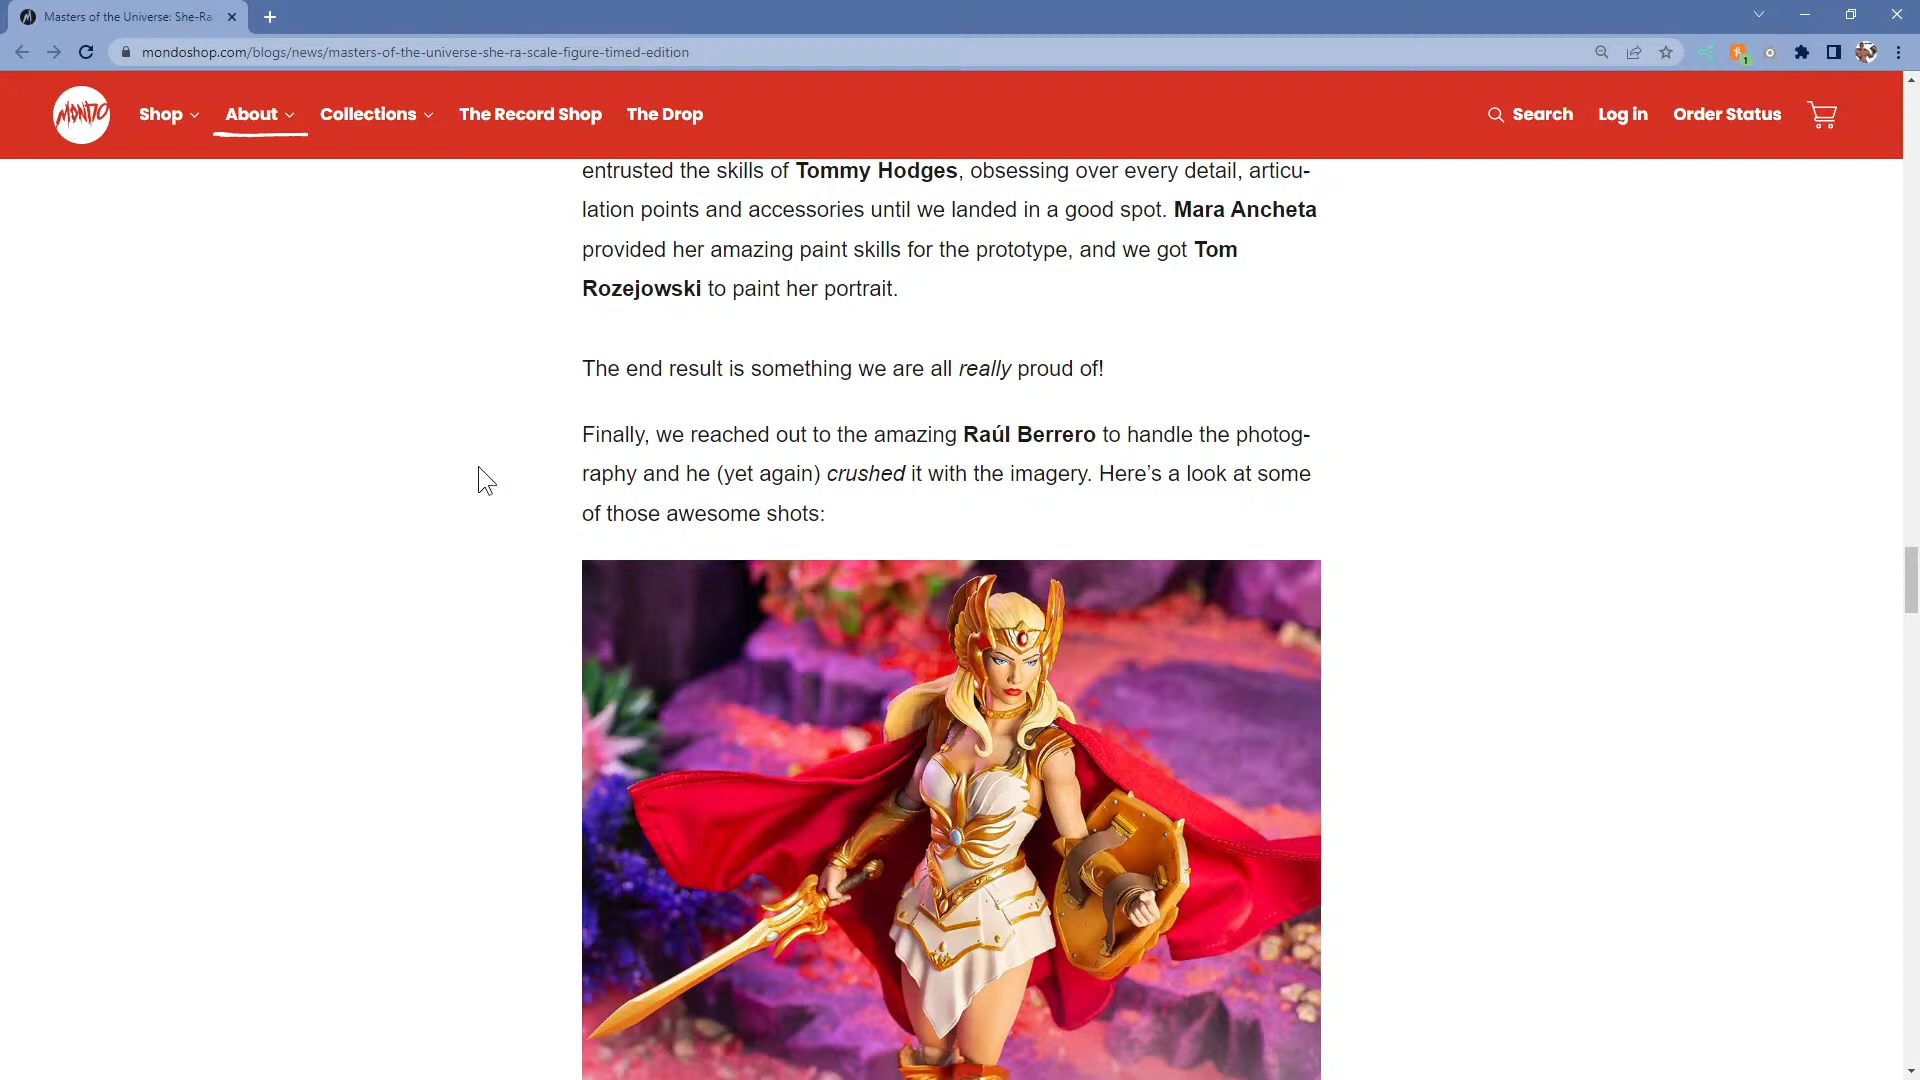 Masters of the Universe: She-Ra
mondoshop.com/blogs/news/masters-of-the-universe-she-ra-scale-figure-timed-edition
1
MONDO
Shop
About
Collections
The Record Shop
The Drop
Search
Log in
Order Status
entrusted the skills of Tommy Hodges, obsessing over every detail, articu-
lation points and accessories until we landed in a good spot. Mara Ancheta
provided her amazing paint skills for the prototype, and we got Tom
Rozejowski to paint her portrait.
The end result is something we are all really proud of!
Finally, we reached out to the amazing Raúl Berrero to handle the photog-
raphy and he (yet again) crushed it with the imagery. Here’s a look at some
of those awesome shots: